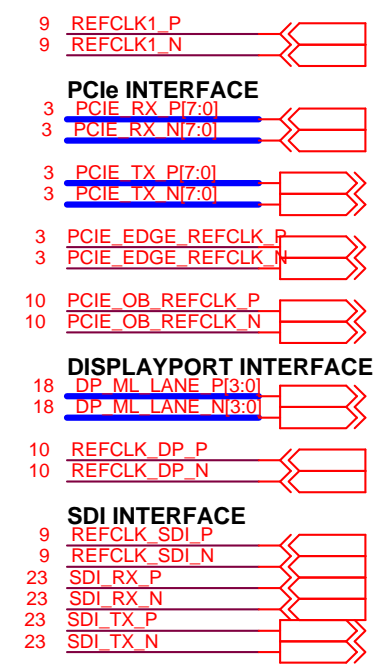 9 REFCLK1_P
9 REFCLK1_N
PCIe INTERFACE
3 PCIE_RX_P[7:0]
3 PCIE_RX_N[7:0]
3 PCIE_TX_P[7:0]
3 PCIE_TX_N[7:0]
3 PCIE_EDGE_REFCLK_P
3 PCIE_EDGE_REFCLK_N
10 PCIE_OB_REFCLK_P
10 PCIE_OB_REFCLK_N
DISPLAYPORT INTERFACE
18 DP_ML_LANE_P[3:0]
18 DP_ML_LANE_N[3:0]
10 REFCLK_DP_P
10 REFCLK_DP_N
SDI INTERFACE
9 REFCLK_SDI_P
9 REFCLK_SDI_N
23 SDI_RX_P
23 SDI_RX_N
23 SDI_TX_P
23 SDI_TX_N